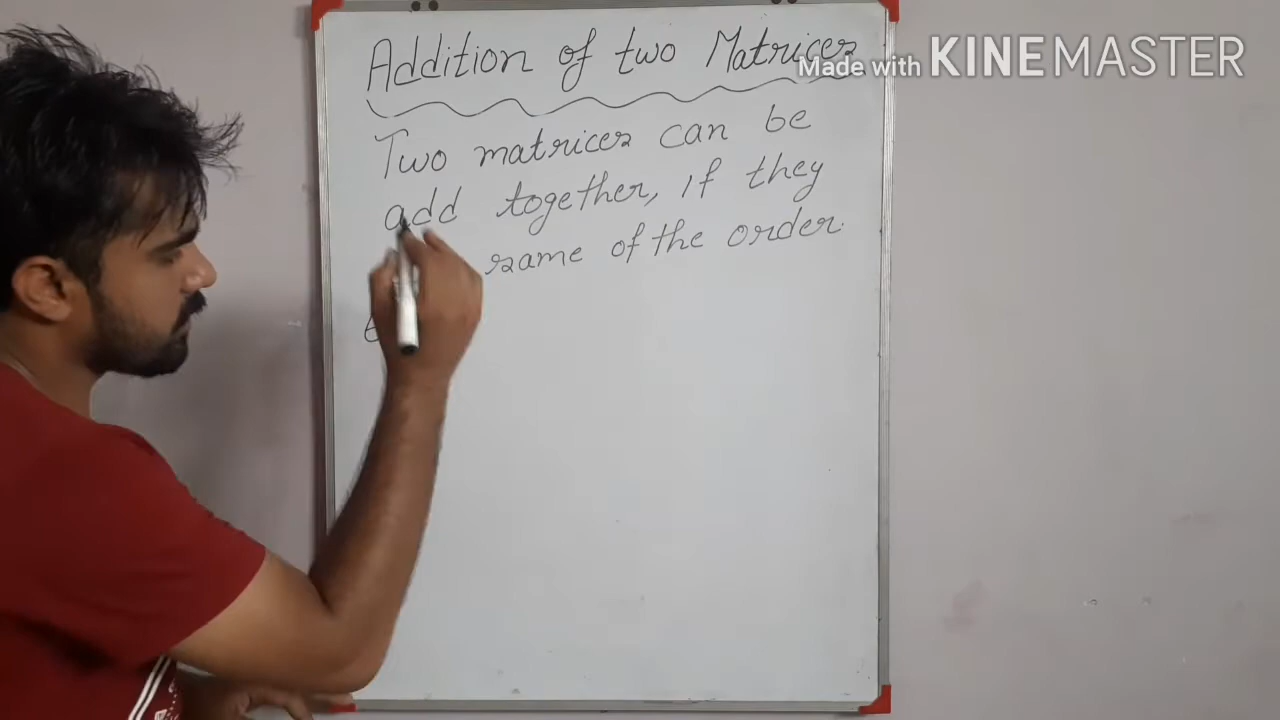 Addition of two Matrices
Made with KINEMASTER
Two matrices can be
add together, If they
same of the order.